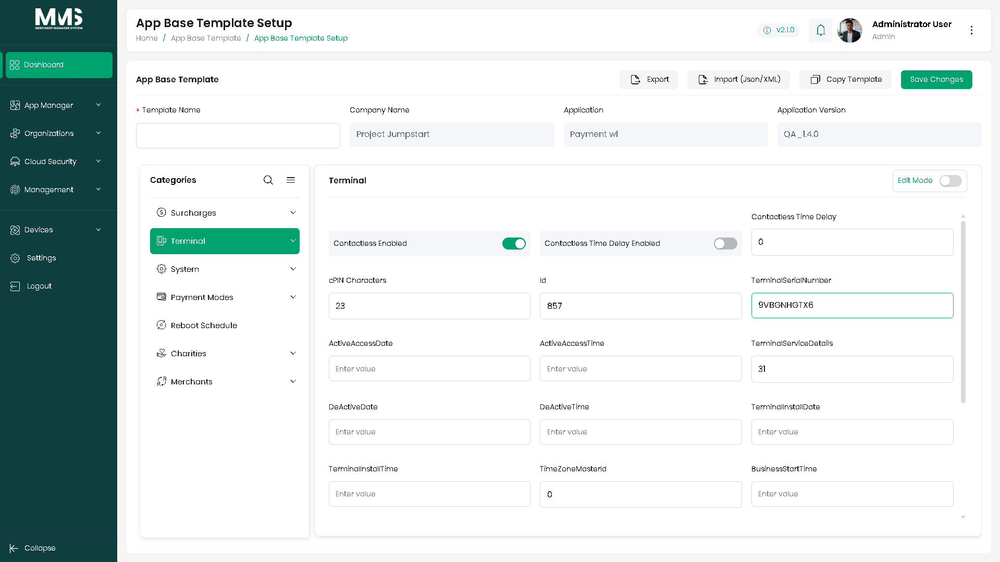 MMS
MERCHANT MANAGER SYSTEM
Dashboard
App Manager
Organizations
Cloud Security
Management
Devices
Settings
Logout
Collapse
App Base Template Setup
Home / App Base Template / App Base Template Setup
v2.1.0
Administrator User
Admin
App Base Template
Export
Import (Json/XML)
Copy Template
Save Changes
* Template Name
Company Name
Application
Application Version
Project Jumpstart
Payment wl
QA_1.4.0
Categories
Surcharges
Terminal
System
Payment Modes
Reboot Schedule
Charities
Merchants
Terminal
Edit Mode
Contactless Enabled
Contactless Time Delay Enabled
Contactless Time Delay
0
cPIN Characters
Id
TerminalSerialNumber
23
857
9VBGNHGTX6
ActiveAccessDate
ActiveAccessTime
TerminalServiceDetails
Enter value
Enter value
31
DeActiveDate
DeActiveTime
TerminalInstallDate
Enter value
Enter value
Enter value
TerminalInstallTime
TimeZoneMasterId
BusinessStartTime
Enter value
0
Enter value